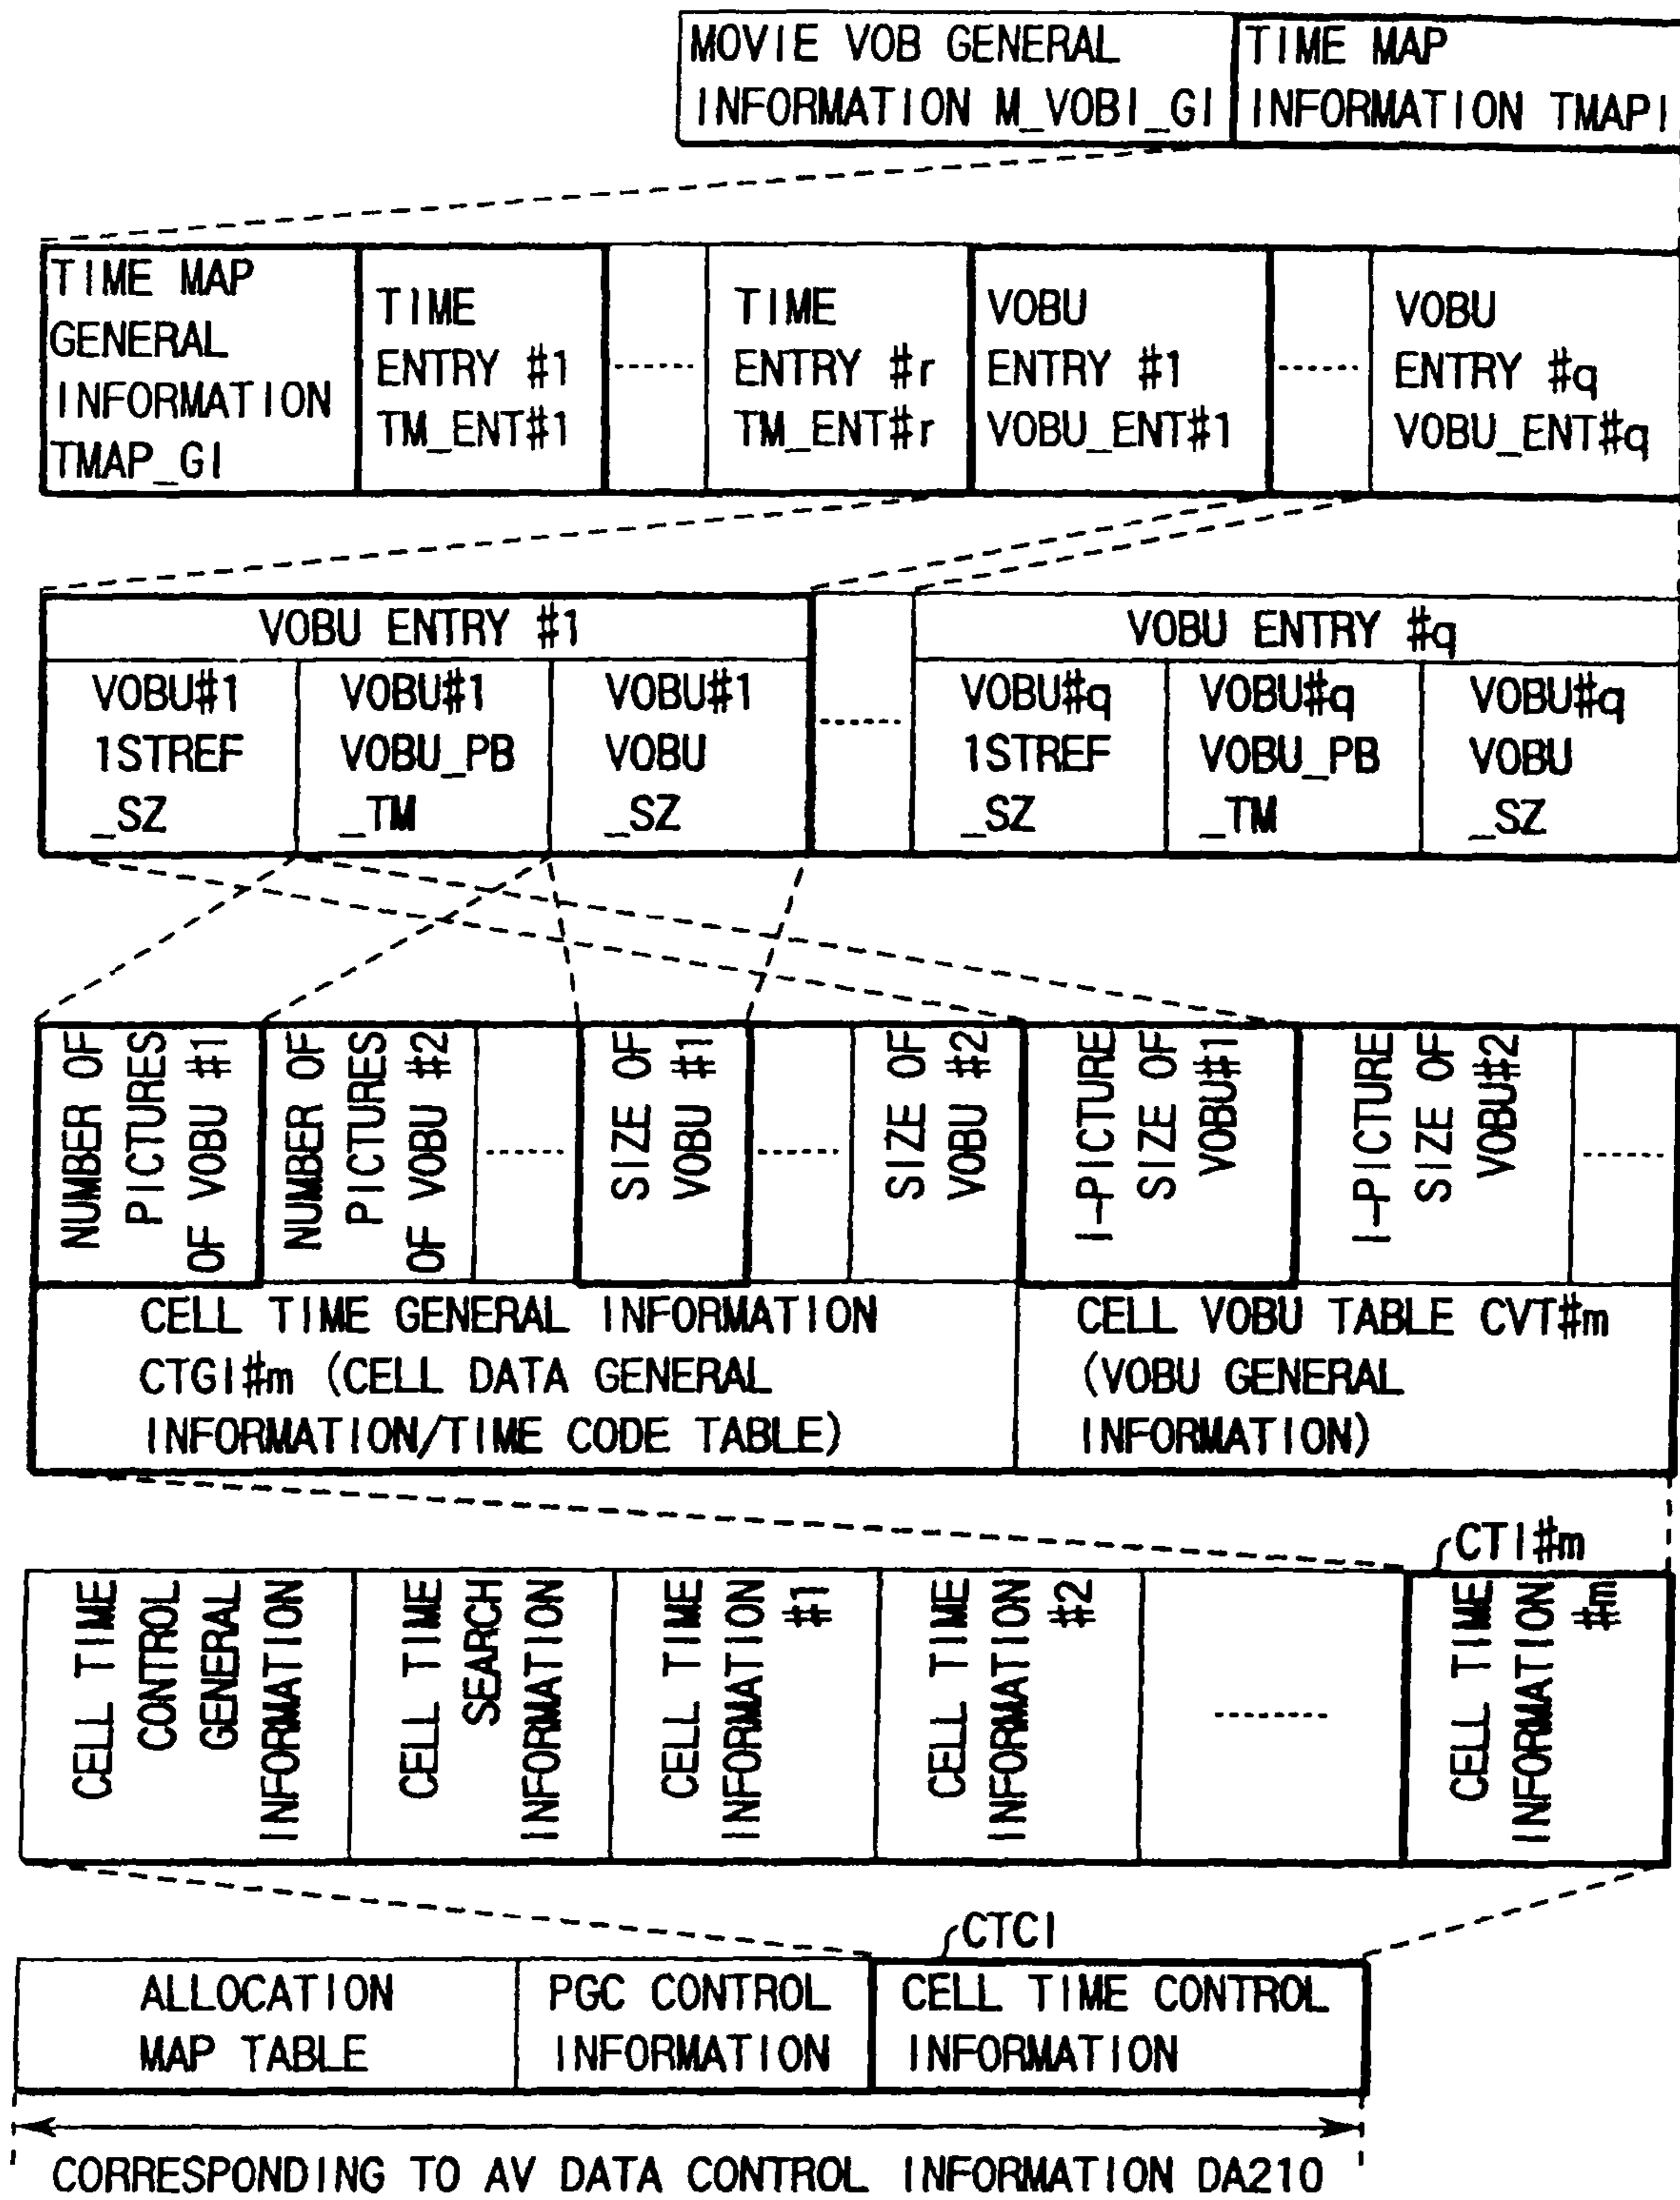 MOVIE VOB GENERAL
INFORMATION M_VOBI_GI
TIME MAP
INFORMATION TMAPI
TIME MAP
GENERAL
INFORMATION
TMAP_GI
TIME
ENTRY #1
TM_ENT#1
TIME
ENTRY #r
TM_ENT#r
VOBU
ENTRY #1
VOBU_ENT#1
VOBU
ENTRY #q
VOBU_ENT#q
VOBU ENTRY #1
VOBU#1
1STREF
_SZ
VOBU#1
VOBU_PB
_TM
VOBU#1
VOBU
_SZ
VOBU ENTRY #q
VOBU#q
1STREF
_SZ
VOBU#q
VOBU_PB
_TM
VOBU#q
VOBU
_SZ
NUMBER OF
PICTURES
OF VOBU #1
NUMBER OF
PICTURES
OF VOBU #2
SIZE OF
VOBU #1
SIZE OF
VOBU #2
I-PICTURE
SIZE OF
VOBU#1
I-PICTURE
SIZE OF
VOBU#2
CELL TIME GENERAL INFORMATION
CTGI#m (CELL DATA GENERAL
INFORMATION/TIME CODE TABLE)
CELL VOBU TABLE CVT#m
(VOBU GENERAL
INFORMATION)
CTI#m
CELL TIME
CONTROL
GENERAL
INFORMATION
CELL TIME
SEARCH
INFORMATION
CELL TIME
INFORMATION
#1
CELL TIME
INFORMATION
#2
CELL TIME
INFORMATION
#m
CTCI
ALLOCATION
MAP TABLE
PGC CONTROL
INFORMATION
CELL TIME CONTROL
INFORMATION
CORRESPONDING TO AV DATA CONTROL INFORMATION DA210